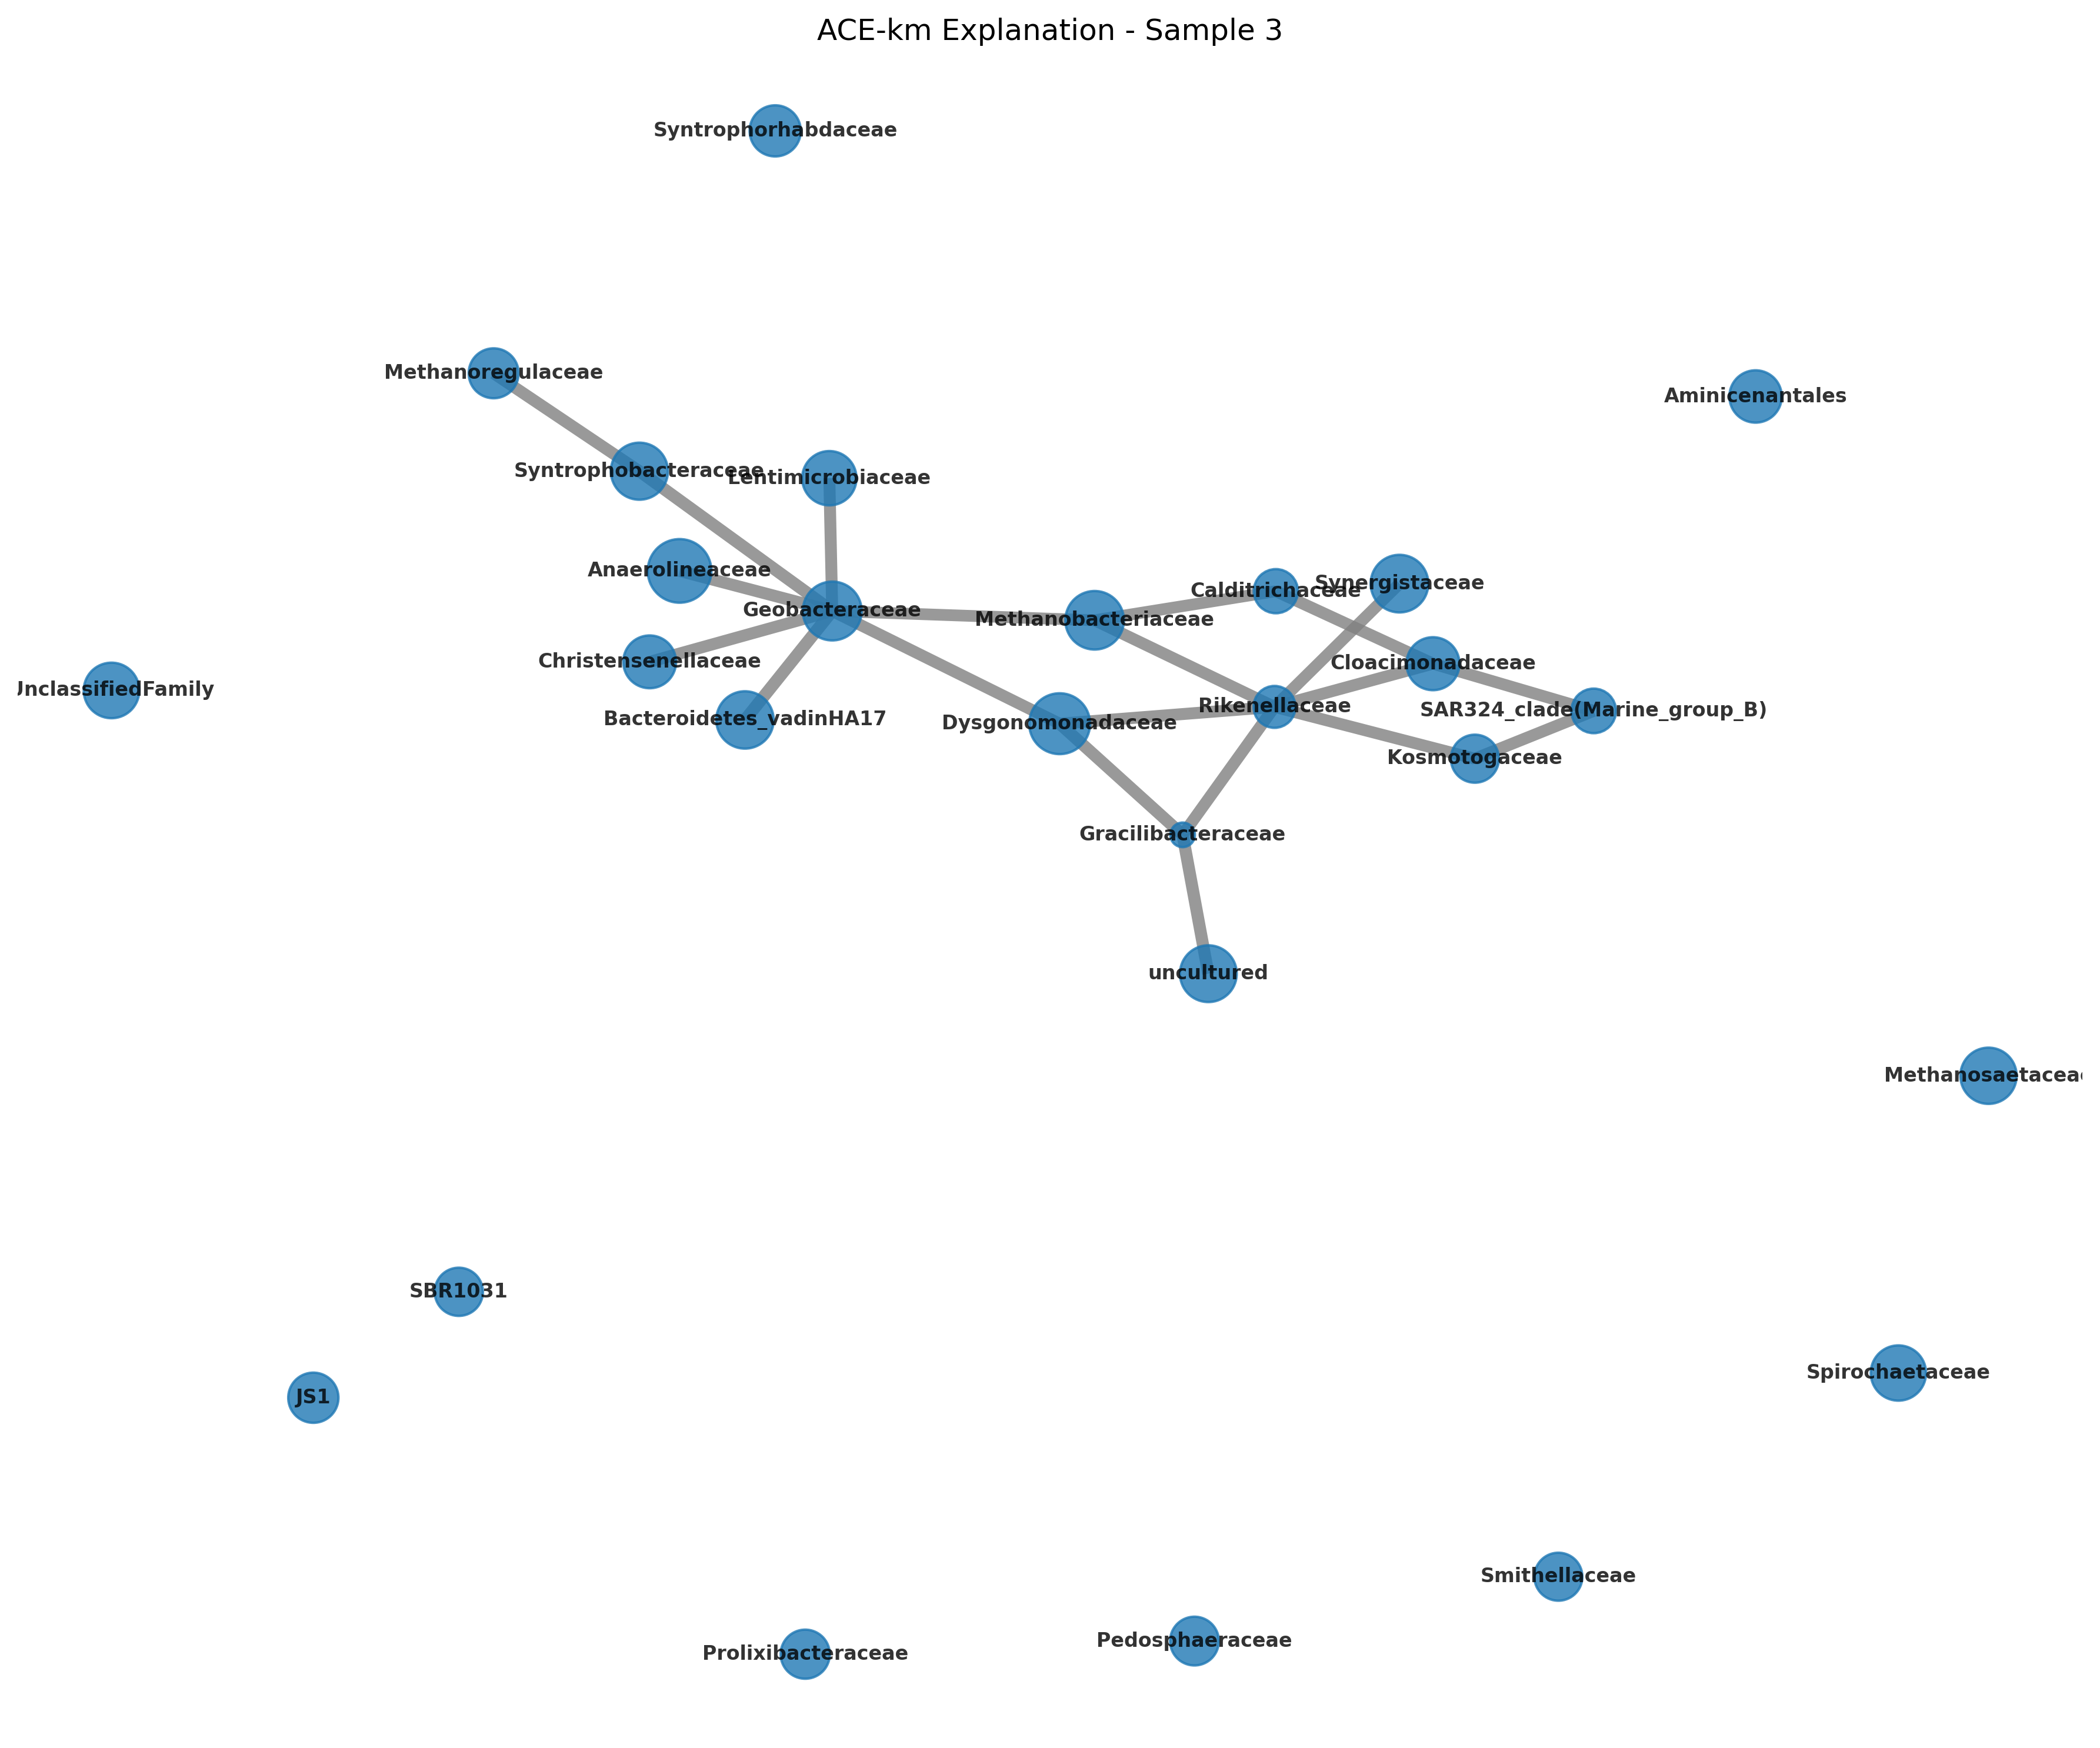 ACE-km Explanation - Sample 3
Syntrophorhabdaceae
Methanoregulaceae
Aminicenantales
Syntrophobacteraceae
Lentimicrobiaceae
Anaerolineaceae
Synergistaceae
Calditrichaceae
Geobacteraceae
Methanobacteriaceae
Christensenellaceae
Cloacimonadaceae
UnclassifiedFamily
Rikenellaceae
SAR324_clade(Marine_group_B)
Bacteroidetes_vadinHA17
Dysgonomonadaceae
Kosmotogaceae
Gracilibacteraceae
uncultured
Methanosaetaceae
SBR1031
Spirochaetaceae
JS1
Smithellaceae
Pedosphaeraceae
Prolixibacteraceae